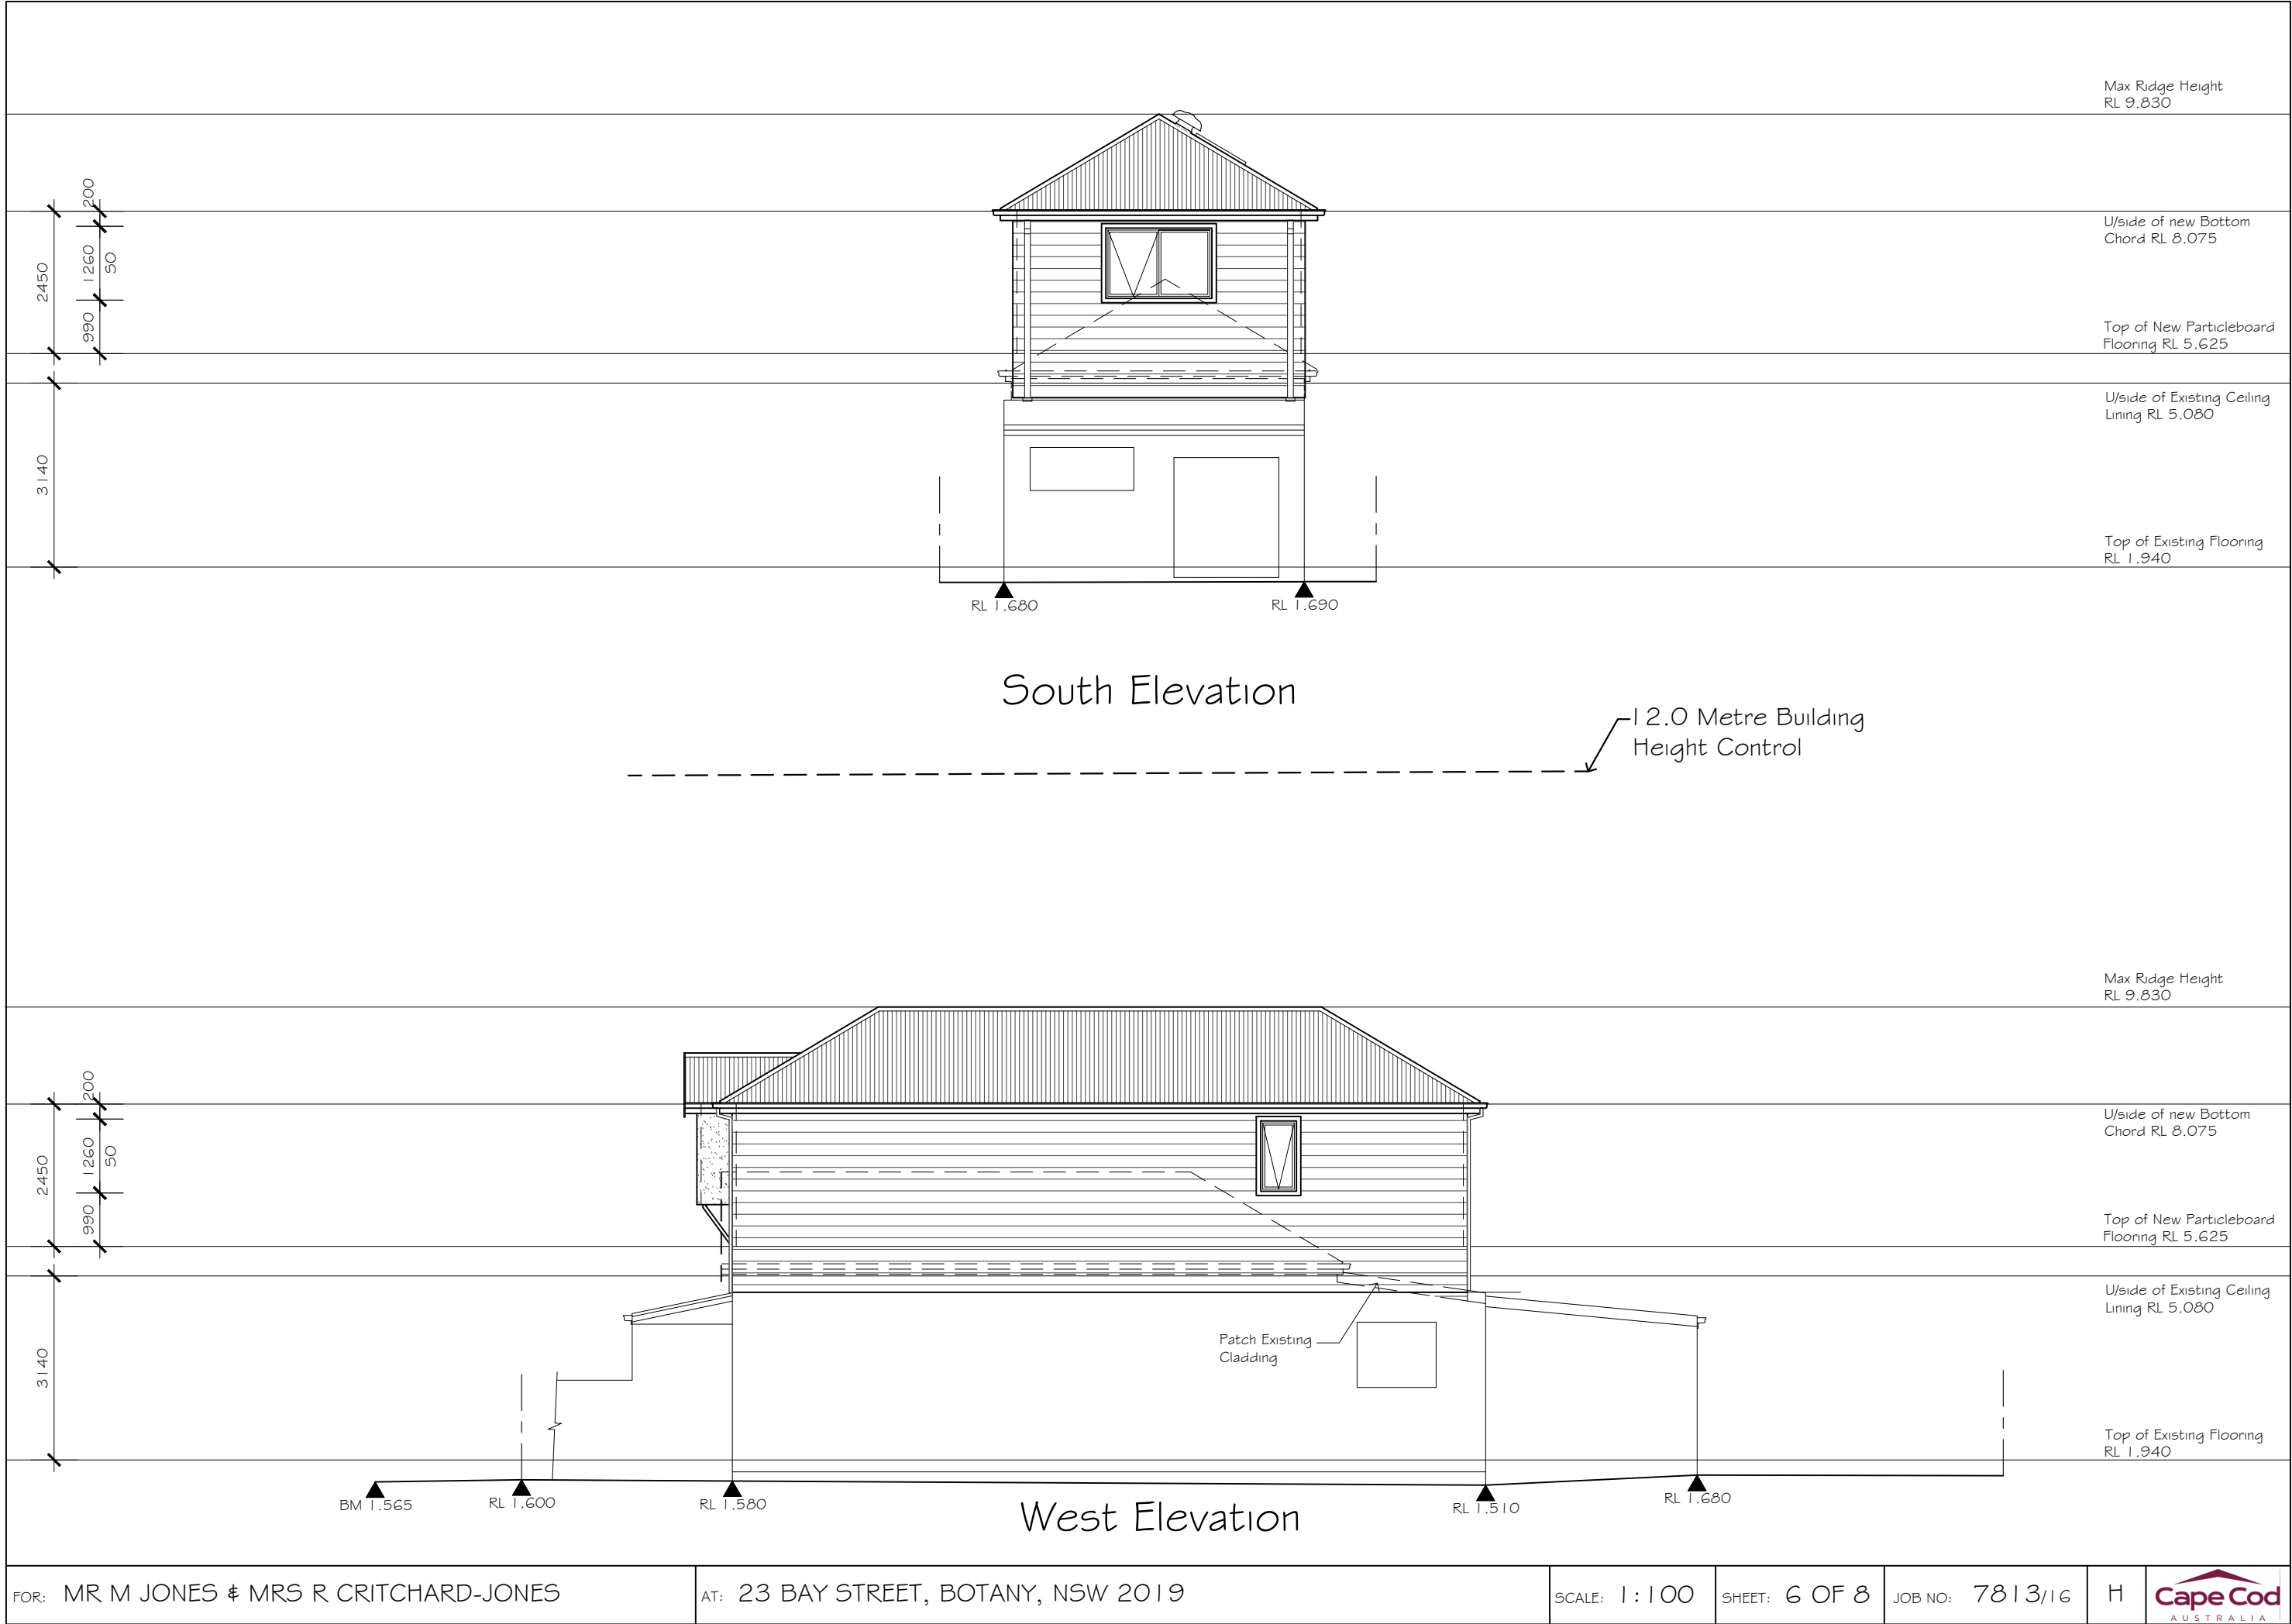 Max Ridge Height
RL 9.830
200
U/side of new Bottom
Chord RL 8.075
2450
1260
50
990
Top of New Particleboard
Flooring RL 5.625
U/side of Existing Ceiling
Lining RL 5.080
3140
Top of Existing Flooring
RL 1.940
RL 1.680
RL 1.690
South Elevation
12.0 Metre Building
Height Control
Max Ridge Height
RL 9.830
200
U/side of new Bottom
Chord RL 8.075
2450
1260
50
990
Top of New Particleboard
Flooring RL 5.625
U/side of Existing Ceiling
Lining RL 5.080
Patch Existing
Cladding
3140
Top of Existing Flooring
RL 1.940
BM 1.565
RL 1.600
RL 1.580
RL 1.510
RL 1.680
West Elevation
FOR: MR M JONES & MRS R CRITCHARD-JONES
AT: 23 BAY STREET, BOTANY, NSW 2019
SCALE: 1:100
SHEET: 6 OF 8
JOB NO: 7813/16
H
Cape Cod
AUSTRALIA